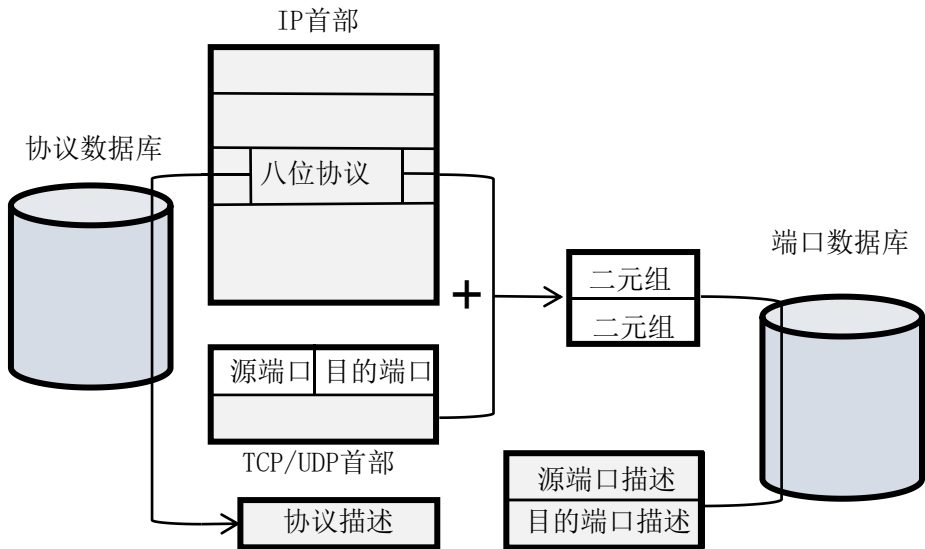 IP首部
协议数据库
八位协议
端口数据库
二元组
二元组
+
源端口 目的端口
TCP/UDP首部
源端口描述
目的端口描述
协议描述